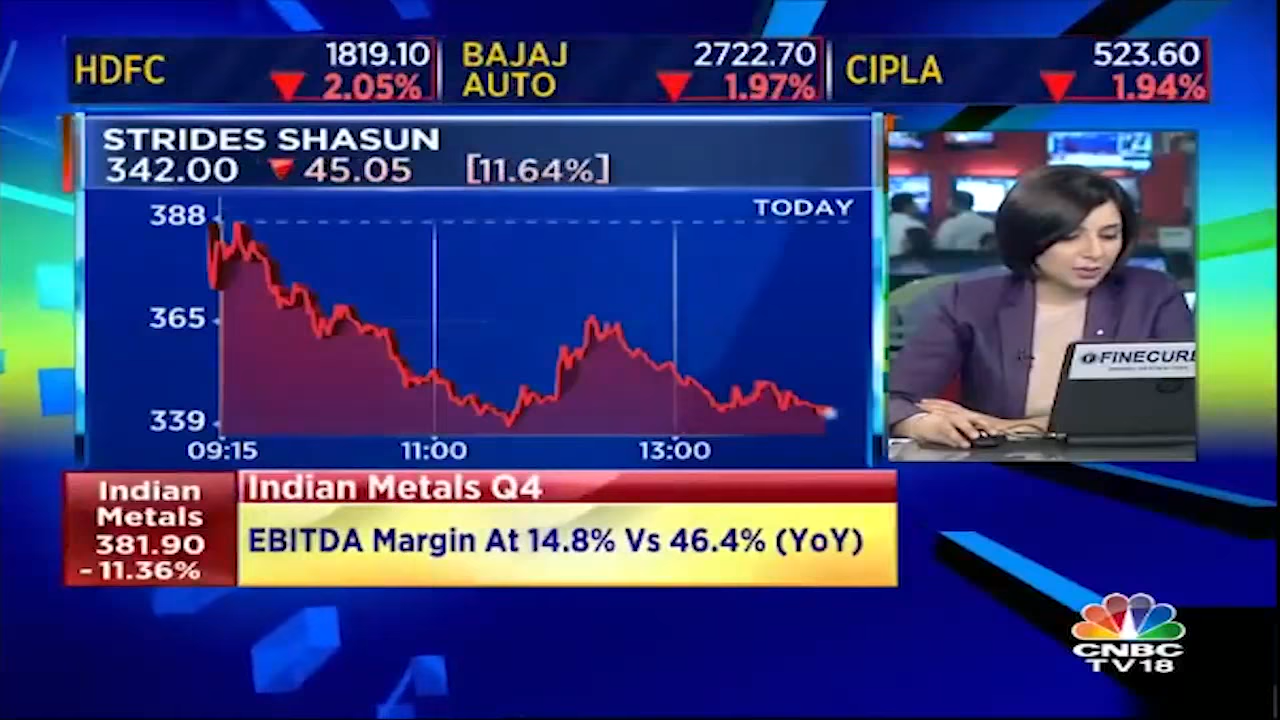 HDFC 1819.10 ▼ 2.05%
BAJAJ AUTO 2722.70 ▼ 1.97%
CIPLA 523.60 ▼ 1.94%
STRIDES SHASUN
342.00 ▼ 45.05 [11.64%]
TODAY
388
365
339
09:15 11:00 13:00
FINECURE
Indian
Metals
381.90
-11.36%
Indian Metals Q4
EBITDA Margin At 14.8% Vs 46.4% (YoY)
CNBC
TV18